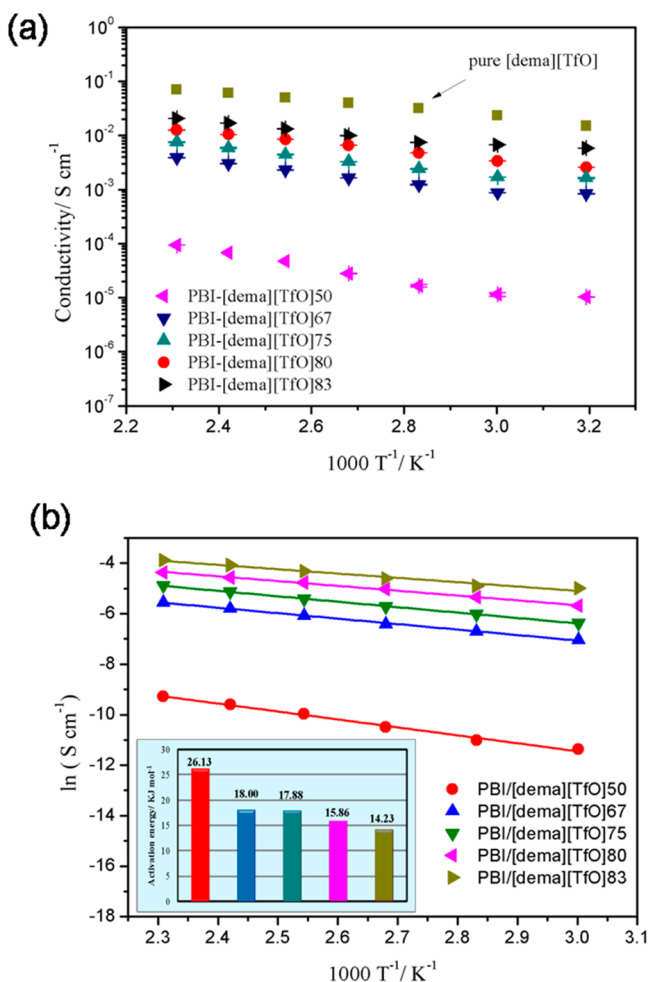 (a)
10^0
10^-1
10^-2
10^-3
10^-4
10^-5
10^-6
10^-7
Conductivity/ S cm^-1
pure [dema][TfO]
PBI-[dema][TfO]50
PBI-[dema][TfO]67
PBI-[dema][TfO]75
PBI-[dema][TfO]80
PBI-[dema][TfO]83
2.2 2.4 2.6 2.8 3.0 3.2
1000 T^-1/ K^-1
(b)
-4
-6
-8
-10
-12
-14
-16
-18
ln ( S cm^-1)
PBI/[dema][TfO]50
PBI/[dema][TfO]67
PBI/[dema][TfO]75
PBI/[dema][TfO]80
PBI/[dema][TfO]83
Activation energy/ KJ mol^-1
30
25
20
15
10
5
0
26.13
18.00
17.88
15.86
14.23
2.3 2.4 2.5 2.6 2.7 2.8 2.9 3.0 3.1
1000 T^-1/ K^-1